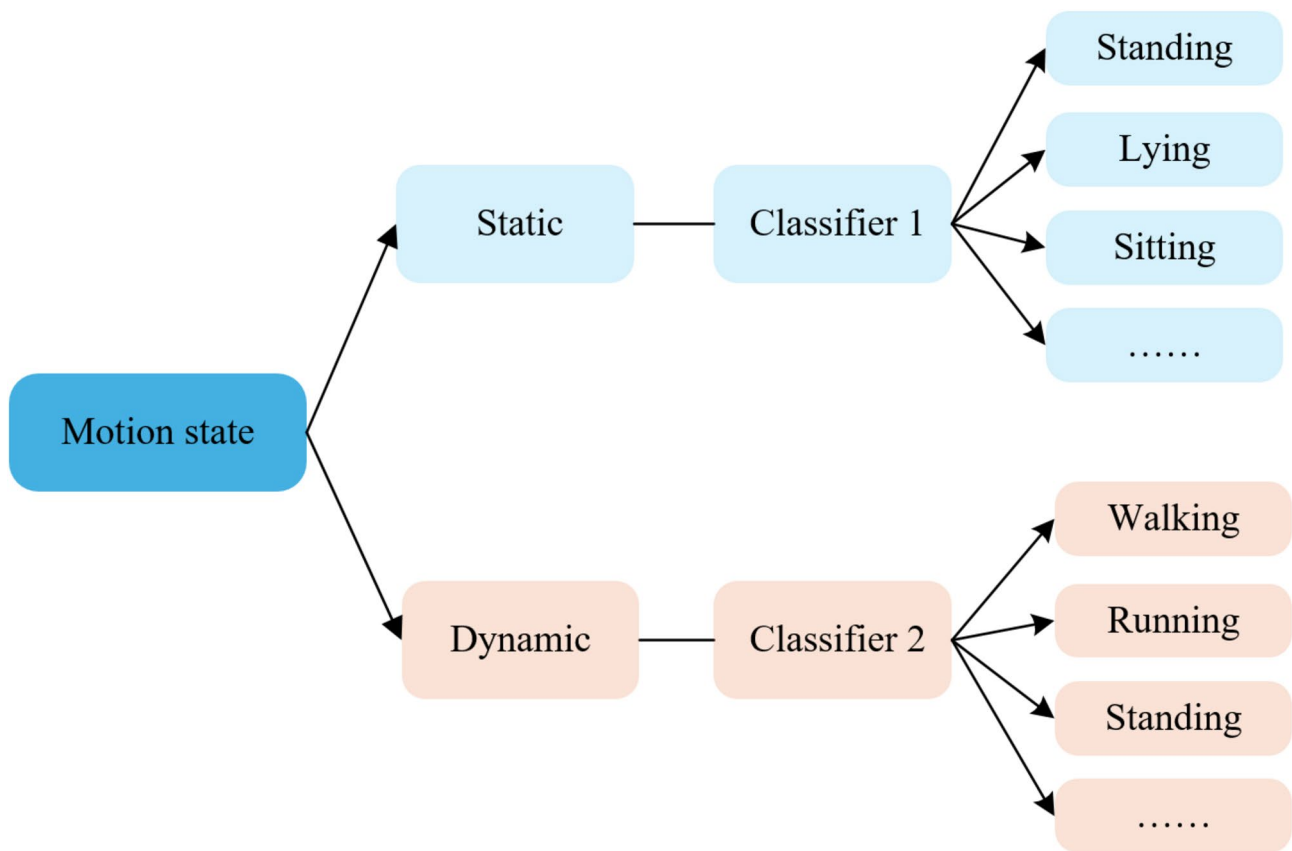 Motion state
Static
Classifier 1
Standing
Lying
Sitting
……
Dynamic
Classifier 2
Walking
Running
Standing
……